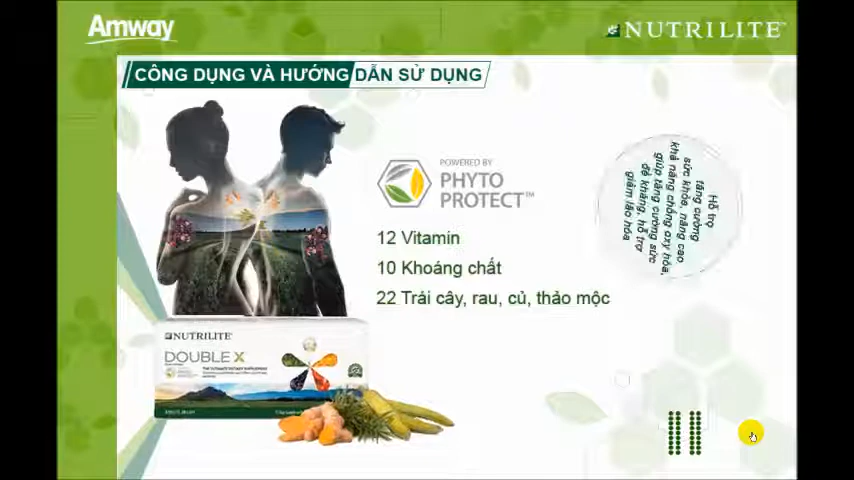 Amway
NUTRILITE™
CÔNG DỤNG VÀ HƯỚNG DẪN SỬ DỤNG
POWERED BY
PHYTO
PROTECT™
12 Vitamin
10 Khoáng chất
22 Trái cây, rau, củ, thảo mộc
Hỗ trợ
tăng cường
sức khỏe, nâng cao
khả năng chống oxy hóa,
giúp tăng cường sức
đề kháng, hỗ trợ
giảm lão hóa
NUTRILITE
DOUBLE X